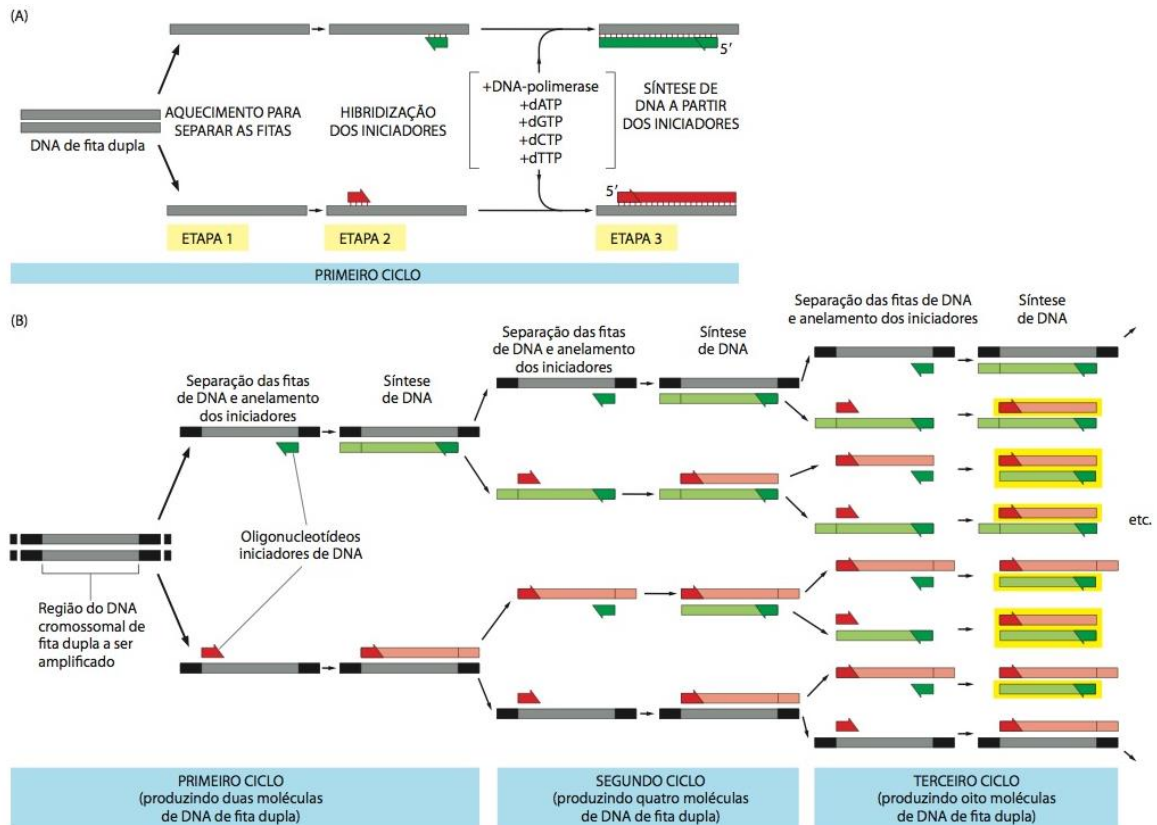 (A)
5'
+DNA-polimerase
+dATP
+dGTP
+dCTP
+dTTP
AQUECIMENTO PARA
SEPARAR AS FITAS
HIBRIDIZAÇÃO
DOS INICIADORES
SÍNTESE DE
DNA A PARTIR
DOS INICIADORES
DNA de fita dupla
5'
ETAPA 1
ETAPA 2
ETAPA 3
PRIMEIRO CICLO
(B)
Separação das fitas
de DNA e anelamento
dos iniciadores
Síntese
de DNA
Separação das fitas
de DNA e anelamento
dos iniciadores
Síntese
de DNA
Separação das fitas de DNA
e anelamento dos iniciadores
Síntese
de DNA
Oligonucleotídeos
iniciadores de DNA
etc.
Região do DNA
cromossomal de
fita dupla a ser
amplificado
PRIMEIRO CICLO
(produzindo duas moléculas
de DNA de fita dupla)
SEGUNDO CICLO
(produzindo quatro moléculas
de DNA de fita dupla)
TERCEIRO CICLO
(produzindo oito moléculas
de DNA de fita dupla)